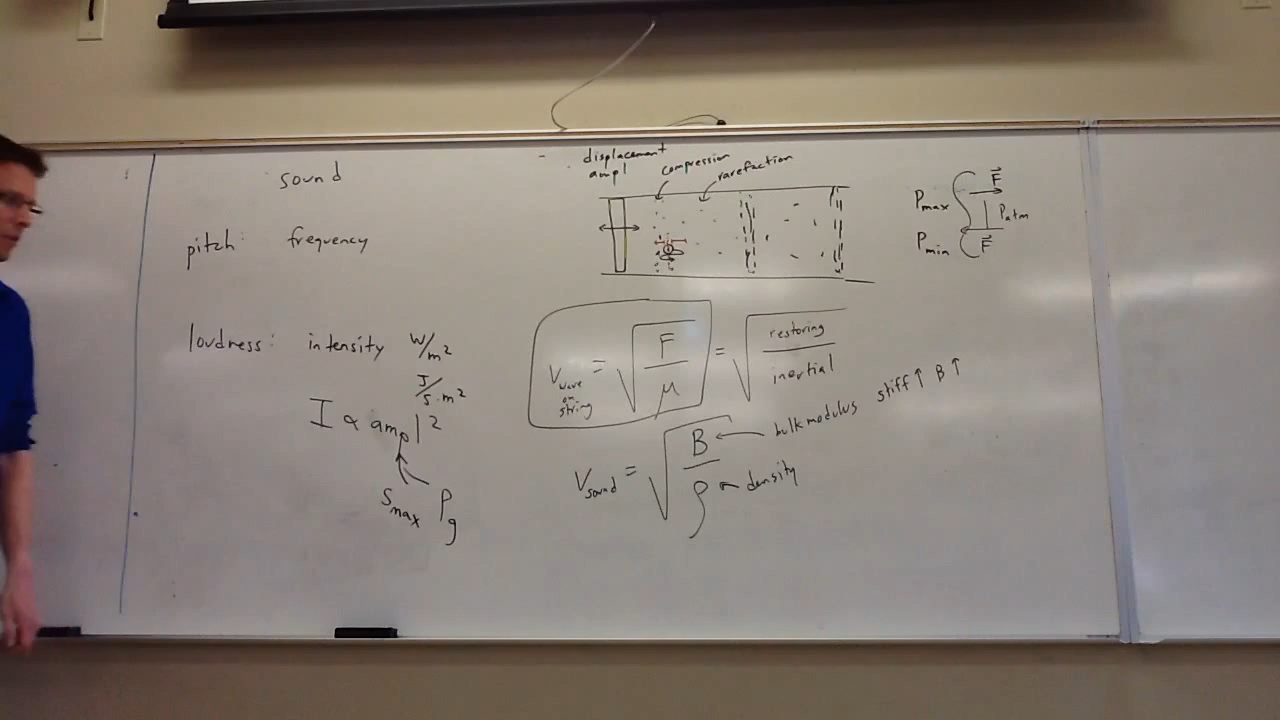 sound
pitch: frequency
loudness: intensity W/m²
J/s·m²
I ∝ ampl²
Smax Pg
displacement
ampl
compression
rarefaction
Pmax
F⃗
Patm
Pmin
F⃗
Vwave on string = √(F/μ) = √(restoring/inertial)
Vsound = √(B/ρ)
bulk modulus stiff↑ B↑
density